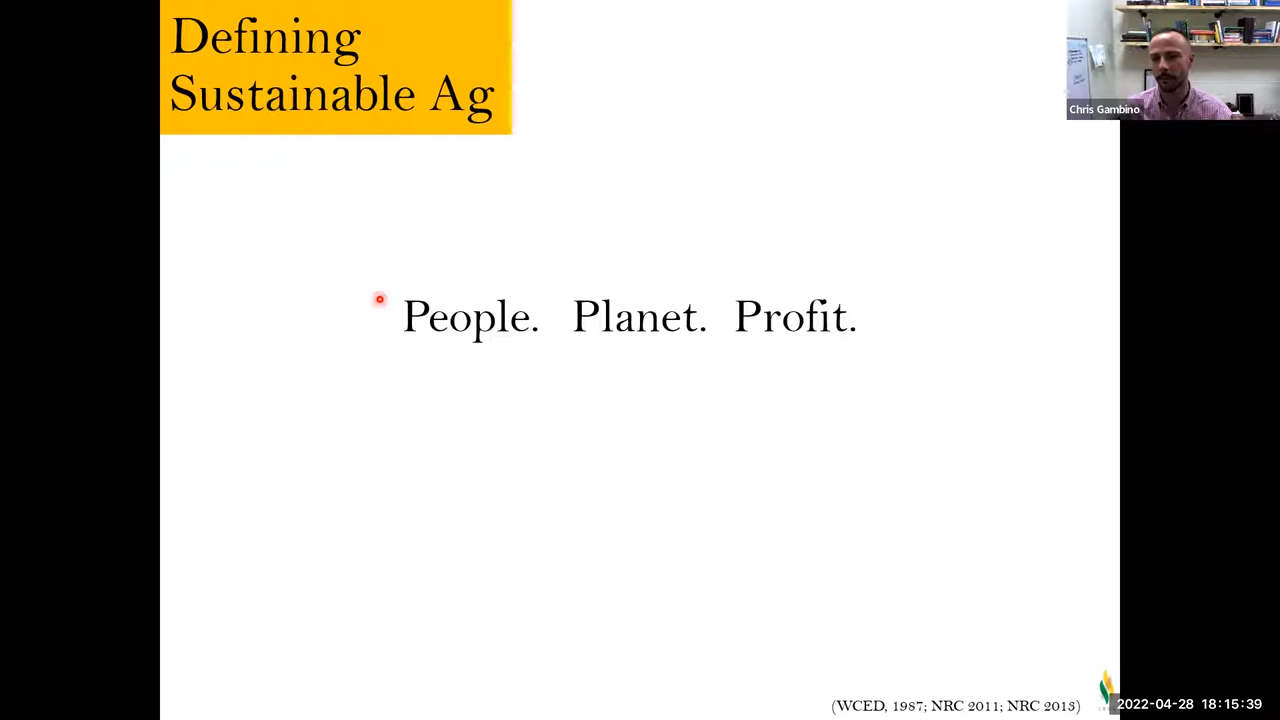 Defining
Sustainable Ag
Chris Gambino
People. Planet. Profit.
(WCED, 1987; NRC 2011; NRC 2013)
2022-04-28 18:15:39